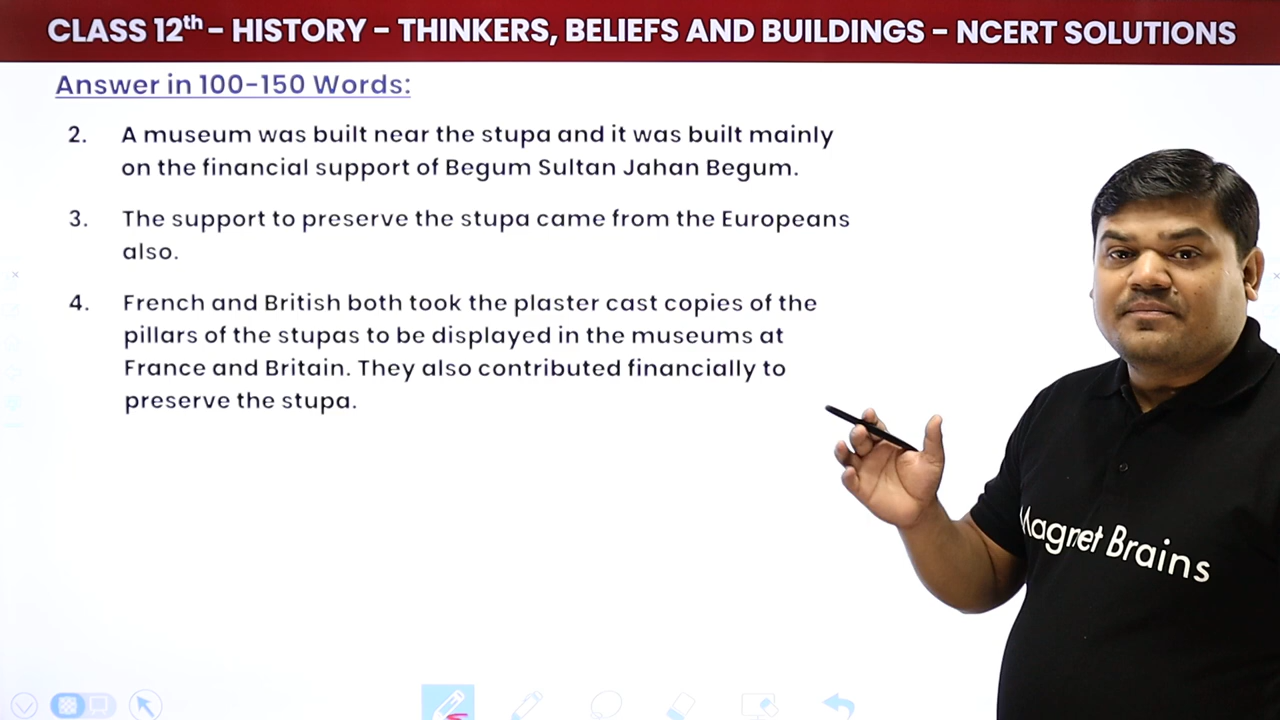 CLASS 12th – HISTORY – THINKERS, BELIEFS AND BUILDINGS – NCERT SOLUTIONS
Answer in 100-150 Words:
2. A museum was built near the stupa and it was built mainly
on the financial support of Begum Sultan Jahan Begum.
3. The support to preserve the stupa came from the Europeans
also.
4. French and British both took the plaster cast copies of the
pillars of the stupas to be displayed in the museums at
France and Britain. They also contributed financially to
preserve the stupa.
Magnet Brains